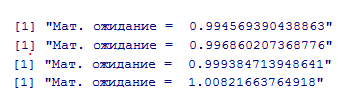 [1] "Мат. ожидание =  0.994569390438863"
[1] "Мат. ожидание =  0.996860207368776"
[1] "Мат. ожидание =  0.999384713948641"
[1] "Мат. ожидание =  1.00821663764918"